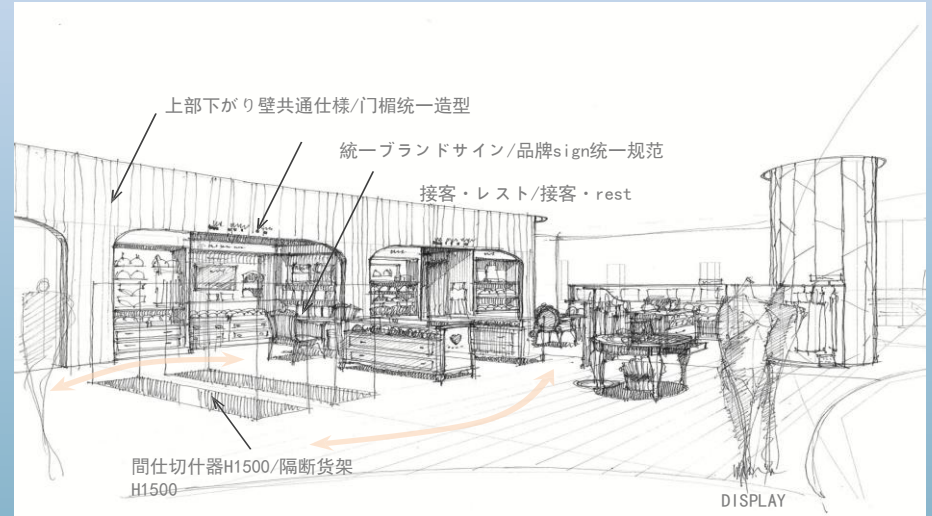 上部下がり壁共通仕様/门楣统一造型
統一ブランドサイン/品牌sign统一规范
接客・レスト/接客・rest
間仕切什器H1500/隔断货架
H1500
DISPLAY